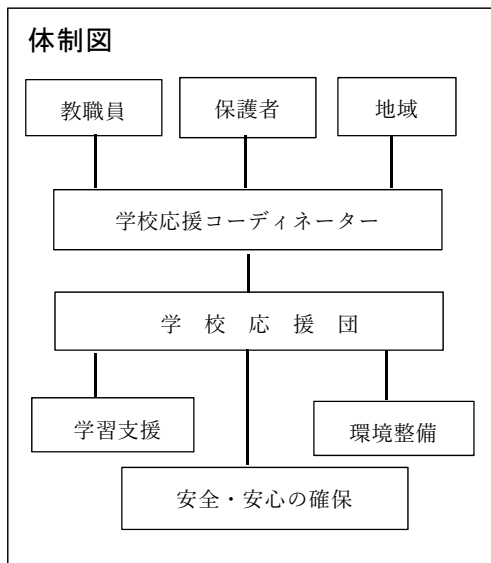 体制図
教職員
保護者
地域
学校応援コーディネーター
学校応援団
学習支援
環境整備
安全・安心の確保